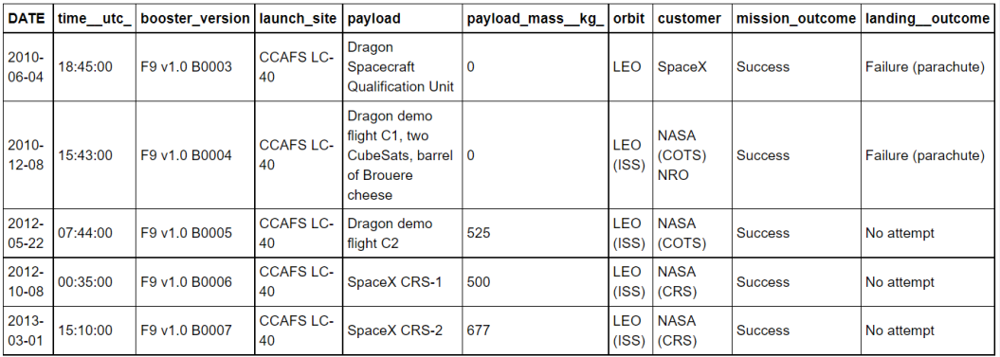 DATE
time__utc_
booster_version
launch_site
payload
payload_mass__kg_
orbit
customer
mission_outcome
landing__outcome
2010-
06-04
18:45:00
F9 v1.0 B0003
CCAFS LC-
40
Dragon
Spacecraft
Qualification Unit
0
LEO
SpaceX
Success
Failure (parachute)
2010-
12-08
15:43:00
F9 v1.0 B0004
CCAFS LC-
40
Dragon demo
flight C1, two
CubeSats, barrel
of Brouere
cheese
0
LEO
(ISS)
NASA
(COTS)
NRO
Success
Failure (parachute)
2012-
05-22
07:44:00
F9 v1.0 B0005
CCAFS LC-
40
Dragon demo
flight C2
525
LEO
(ISS)
NASA
(COTS)
Success
No attempt
2012-
10-08
00:35:00
F9 v1.0 B0006
CCAFS LC-
40
SpaceX CRS-1
500
LEO
(ISS)
NASA
(CRS)
Success
No attempt
2013-
03-01
15:10:00
F9 v1.0 B0007
CCAFS LC-
40
SpaceX CRS-2
677
LEO
(ISS)
NASA
(CRS)
Success
No attempt